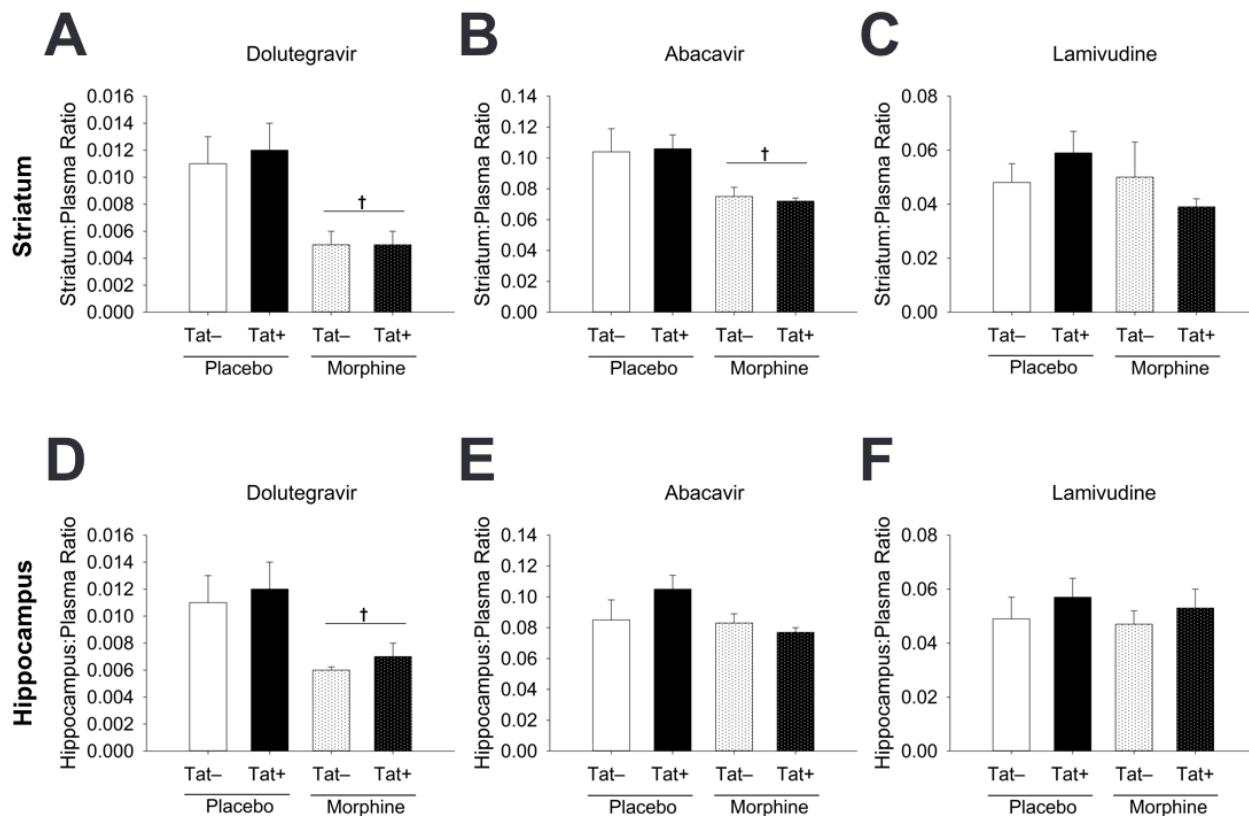 A
Dolutegravir
B
Abacavir
C
Lamivudine
Striatum
Striatum:Plasma Ratio
0.016
0.014
0.012
0.010
0.008
0.006
0.004
0.002
0.000
†
Tat–
Tat+
Tat–
Tat+
Placebo
Morphine
Striatum:Plasma Ratio
0.14
0.12
0.10
0.08
0.06
0.04
0.02
0.00
†
Tat–
Tat+
Tat–
Tat+
Placebo
Morphine
Striatum:Plasma Ratio
0.08
0.06
0.04
0.02
0.00
Tat–
Tat+
Tat–
Tat+
Placebo
Morphine
D
Dolutegravir
E
Abacavir
F
Lamivudine
Hippocampus
Hippocampus:Plasma Ratio
0.016
0.014
0.012
0.010
0.008
0.006
0.004
0.002
0.000
†
Tat–
Tat+
Tat–
Tat+
Placebo
Morphine
Hippocampus:Plasma Ratio
0.14
0.12
0.10
0.08
0.06
0.04
0.02
0.00
Tat–
Tat+
Tat–
Tat+
Placebo
Morphine
Hippocampus:Plasma Ratio
0.08
0.06
0.04
0.02
0.00
Tat–
Tat+
Tat–
Tat+
Placebo
Morphine